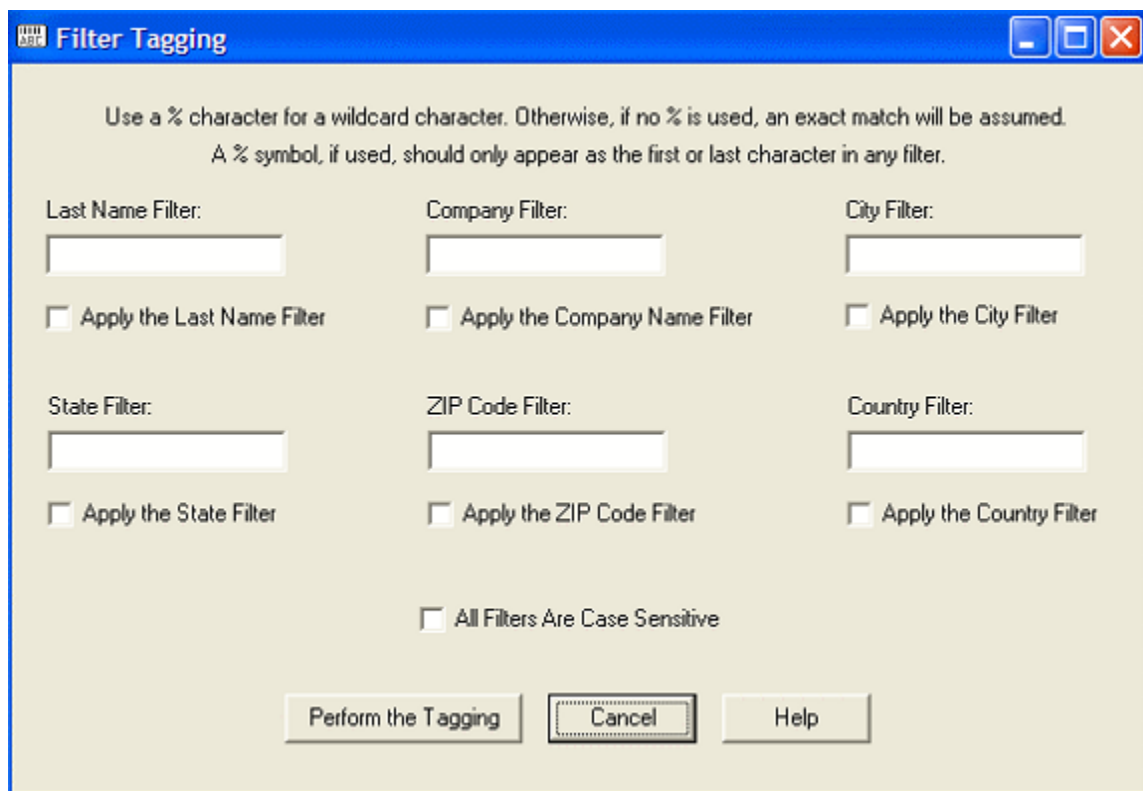 Filter Tagging
Use a % character for a wildcard character. Otherwise, if no % is used, an exact match will be assumed.
A % symbol, if used, should only appear as the first or last character in any filter.
Last Name Filter: Company Filter: City Filter:
Apply the Last Name Filter Apply the Company Name Filter Apply the City Filter
State Filter: ZIP Code Filter: Country Filter:
Apply the State Filter Apply the ZIP Code Filter Apply the Country Filter
All Filters Are Case Sensitive
Perform the Tagging Cancel Help